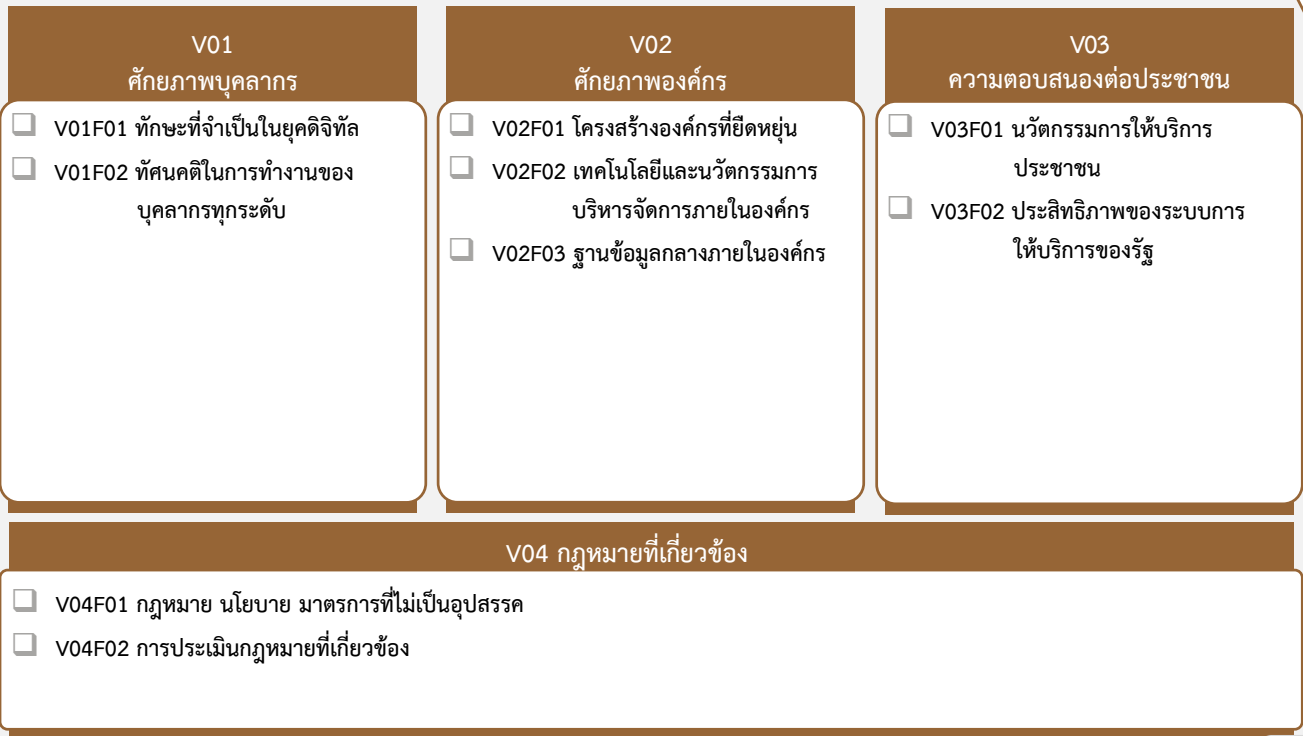 V01
ศักยภาพบุคลากร
V01F01 ทักษะที่จำเป็นในยุคดิจิทัล
V01F02 ทัศนคติในการทำงานของ
บุคลากรทุกระดับ
V02
ศักยภาพองค์กร
V02F01 โครงสร้างองค์กรที่ยืดหยุ่น
V02F02 เทคโนโลยีและนวัตกรรมการ
บริหารจัดการภายในองค์กร
V02F03 ฐานข้อมูลกลางภายในองค์กร
V03
ความตอบสนองต่อประชาชน
V03F01 นวัตกรรมการให้บริการ
ประชาชน
V03F02 ประสิทธิภาพของระบบการ
ให้บริการของรัฐ
V04 กฎหมายที่เกี่ยวข้อง
V04F01 กฎหมาย นโยบาย มาตรการที่ไม่เป็นอุปสรรค
V04F02 การประเมินกฎหมายที่เกี่ยวข้อง